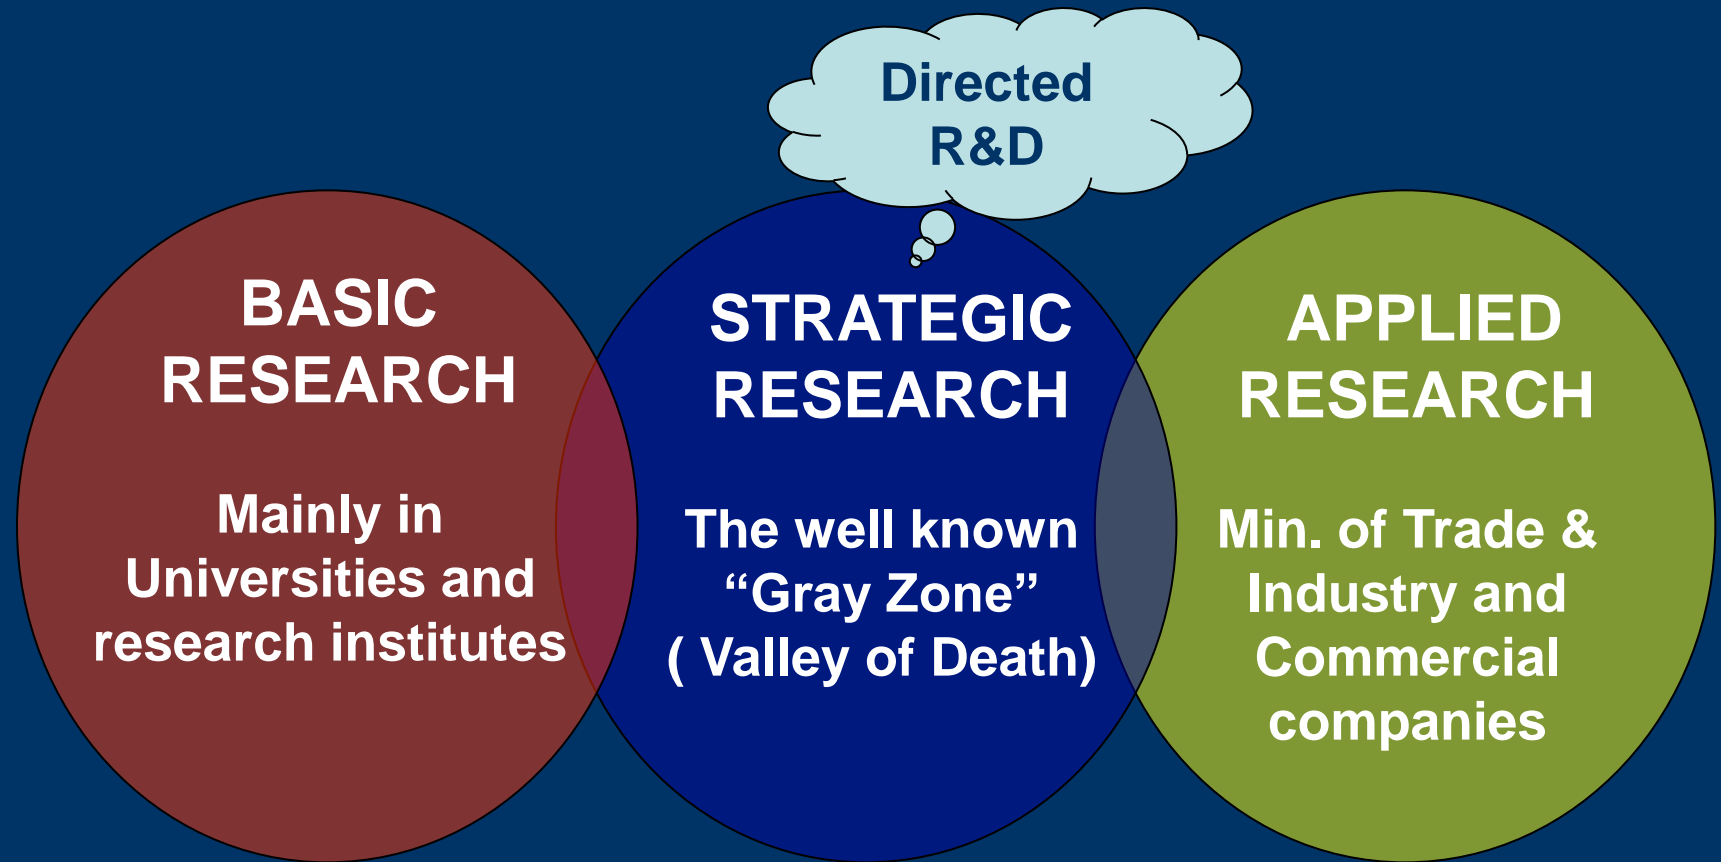 Directed
R&D
BASIC
RESEARCH
Mainly in
Universities and
research institutes
STRATEGIC
RESEARCH
The well known
“Gray Zone”
( Valley of Death)
APPLIED
RESEARCH
Min. of Trade &
Industry and
Commercial
companies